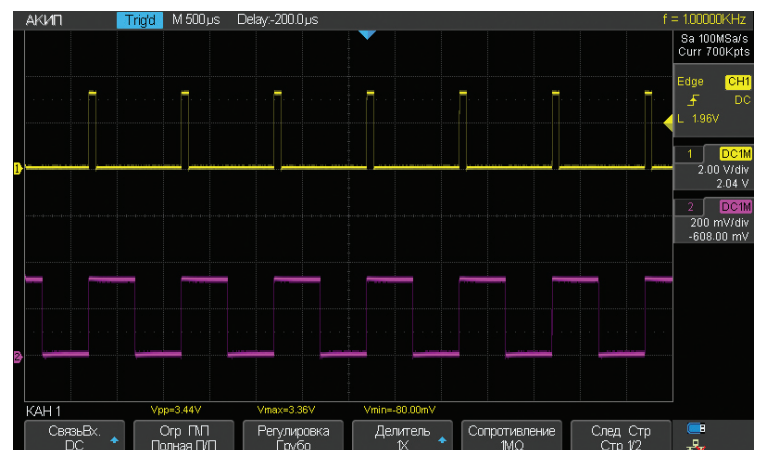 АКИП Trig'd M 500µs Delay:-200.0µs f = 1.00000KHz
Sa 100MSa/s
Curr 700Kpts
Edge CH1
DC
L 1.96V
1 DC1M
2.00 V/div
2.04 V
2 DC1M
200 mV/div
-608.00 mV
1
2
КАН 1 Vpp=3.44V Vmax=3.36V Vmin=-80.00mV
СвязьВх. Огр П\П Регулировка Делитель Сопротивление След Стр
DC Полная П/П Грубо 1X 1MΩ Стр 1/2